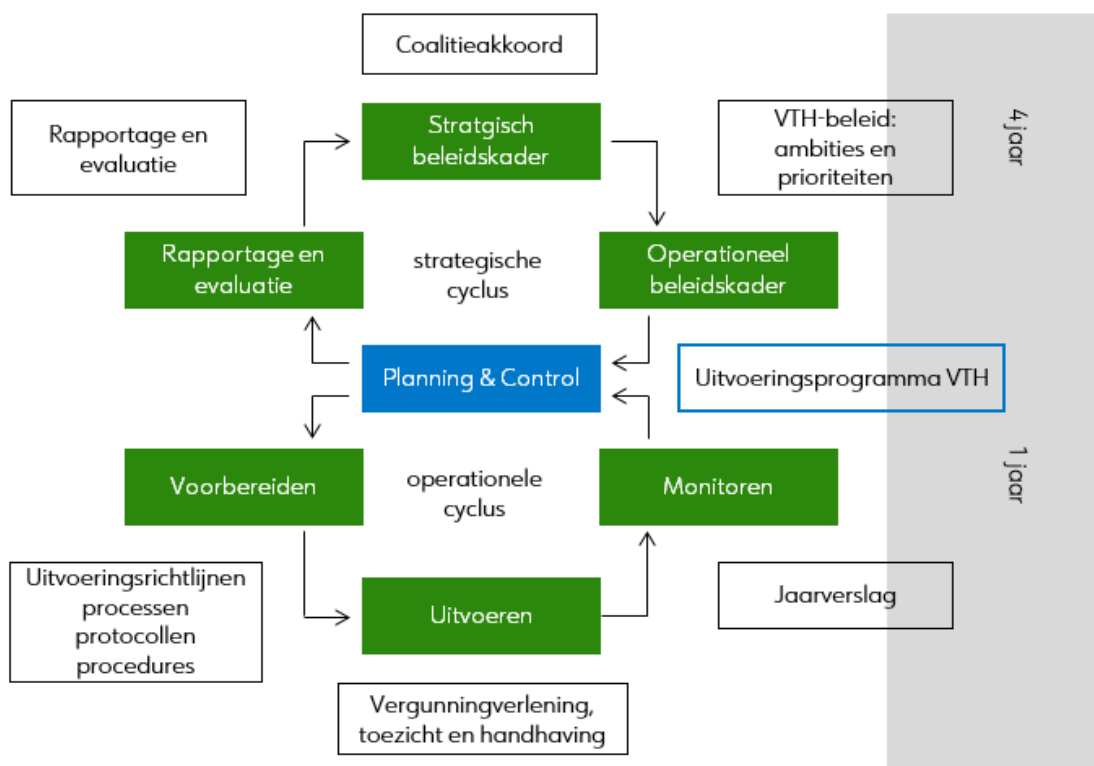 Coalitieakkoord
Rapportage en
evaluatie
Stratgisch
beleidskader
VTH-beleid:
ambities en
prioriteiten
4 jaar
Rapportage en
evaluatie
strategische
cyclus
Operationeel
beleidskader
Planning & Control
Uitvoeringsprogramma VTH
Voorbereiden
operationele
cyclus
Monitoren
1 jaar
Uitvoeringsrichtlijnen
processen
protocollen
procedures
Uitvoeren
Jaarverslag
Vergunningverlening,
toezicht en handhaving